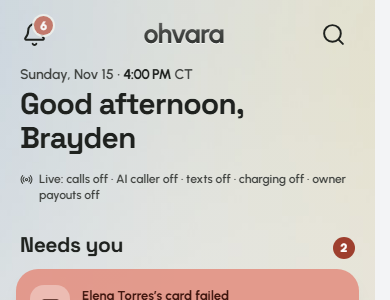 6
ohvara
Sunday, Nov 15 · 4:00 PM CT
Good afternoon,
Brayden
Live: calls off · AI caller off · texts off · charging off · owner
payouts off
Needs you
2
Elena Torres's card failed